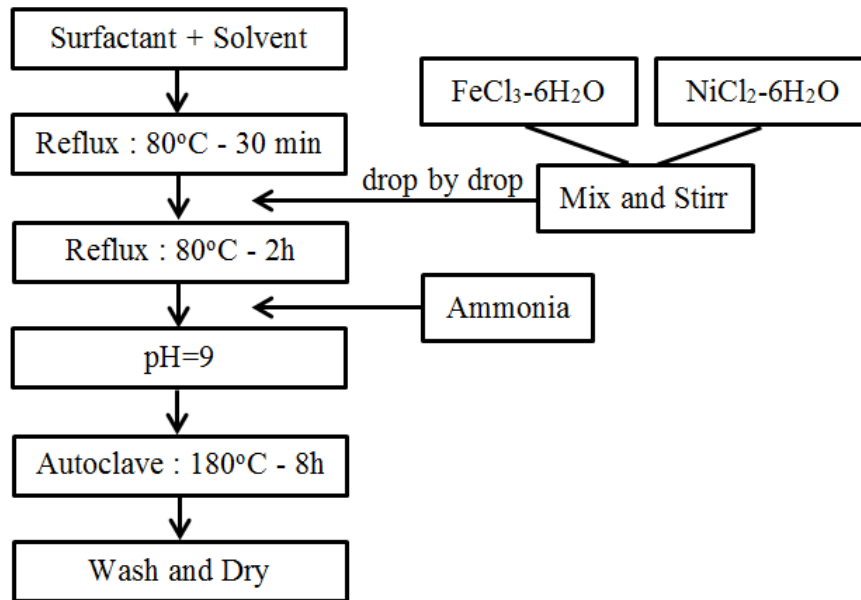 Surfactant + Solvent
FeCl₃-6H₂O
NiCl₂-6H₂O
Reflux : 80°C - 30 min
drop by drop
Mix and Stirr
Reflux : 80°C - 2h
Ammonia
pH=9
Autoclave : 180°C - 8h
Wash and Dry